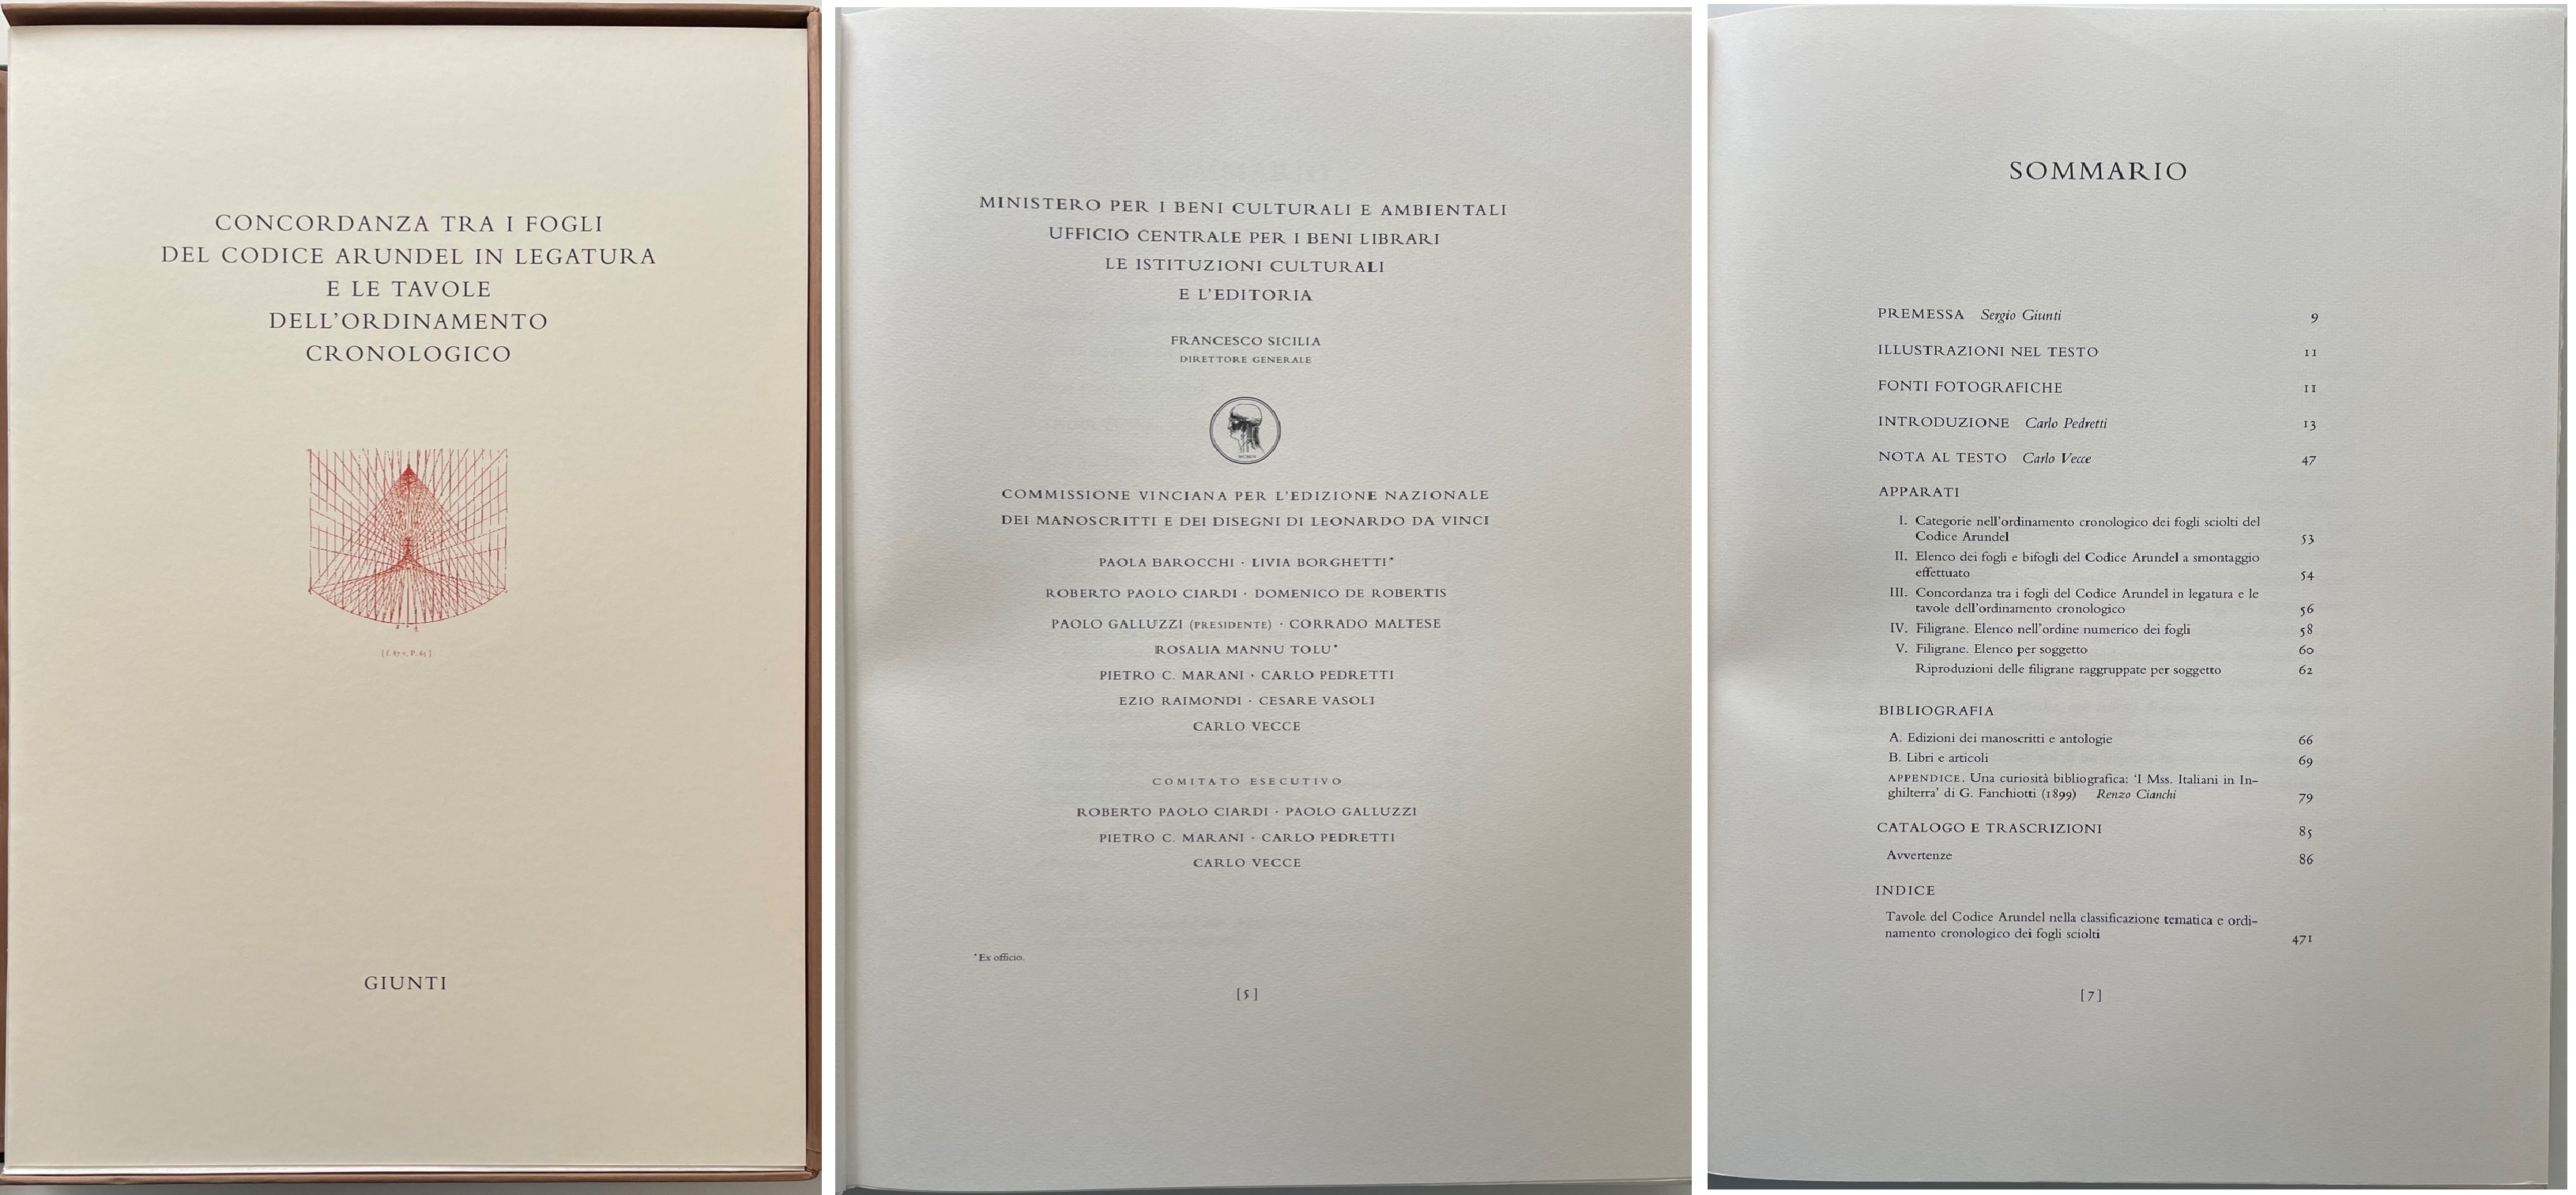 CONCORDANZA TRA I FOGLI
DEL CODICE ARUNDEL IN LEGATURA
E LE TAVOLE
DELL'ORDINAMENTO
CRONOLOGICO
[f. 87 v, P. 63]
GIUNTI
MINISTERO PER I BENI CULTURALI E AMBIENTALI
UFFICIO CENTRALE PER I BENI LIBRARI
LE ISTITUZIONI CULTURALI
E L'EDITORIA
FRANCESCO SICILIA
DIRETTORE GENERALE
COMMISSIONE VINCIANA PER L'EDIZIONE NAZIONALE
DEI MANOSCRITTI E DEI DISEGNI DI LEONARDO DA VINCI
PAOLA BAROCCHI · LIVIA BORGHETTI*
ROBERTO PAOLO CIARDI · DOMENICO DE ROBERTIS
PAOLO GALLUZZI (PRESIDENTE) · CORRADO MALTESE
ROSALIA MANNU TOLU*
PIETRO C. MARANI · CARLO PEDRETTI
EZIO RAIMONDI · CESARE VASOLI
CARLO VECCE
COMITATO ESECUTIVO
ROBERTO PAOLO CIARDI · PAOLO GALLUZZI
PIETRO C. MARANI · CARLO PEDRETTI
CARLO VECCE
*Ex officio.
[5]
SOMMARIO
PREMESSA Sergio Giunti 9
ILLUSTRAZIONI NEL TESTO 11
FONTI FOTOGRAFICHE 11
INTRODUZIONE Carlo Pedretti 13
NOTA AL TESTO Carlo Vecce 47
APPARATI
I. Categorie nell'ordinamento cronologico dei fogli sciolti del
Codice Arundel 53
II. Elenco dei fogli e bifogli del Codice Arundel a smontaggio
effettuato 54
III. Concordanza tra i fogli del Codice Arundel in legatura e le
tavole dell'ordinamento cronologico 56
IV. Filigrane. Elenco nell'ordine numerico dei fogli 58
V. Filigrane. Elenco per soggetto 60
Riproduzioni delle filigrane raggruppate per soggetto 62
BIBLIOGRAFIA
A. Edizioni dei manoscritti e antologie 66
B. Libri e articoli 69
APPENDICE. Una curiosità bibliografica: 'I Mss. Italiani in In-
ghilterra' di G. Fanchiotti (1899) Renzo Cianchi 79
CATALOGO E TRASCRIZIONI 85
Avvertenze 86
INDICE
Tavole del Codice Arundel nella classificazione tematica e ordi-
namento cronologico dei fogli sciolti 471
[7]